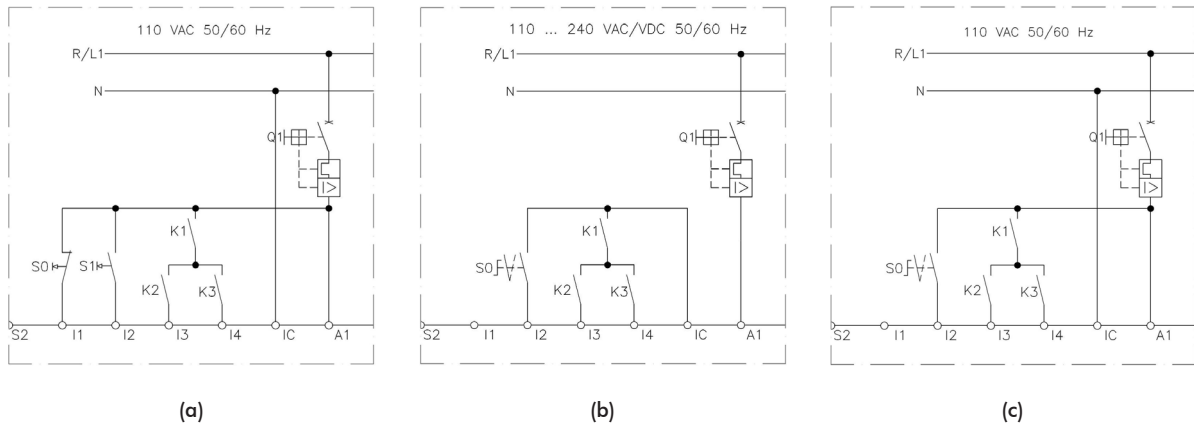 110 VAC 50/60 Hz
R/L1
N
Q1
I>
K1
S0
S1
K2
K3
S2 I1 I2 I3 I4 IC A1
(a)
110 ... 240 VAC/VDC 50/60 Hz
R/L1
N
Q1
I>
K1
S0
K2
K3
S2 I1 I2 I3 I4 IC A1
(b)
110 VAC 50/60 Hz
R/L1
N
Q1
I>
K1
S0
K2
K3
S2 I1 I2 I3 I4 IC A1
(c)